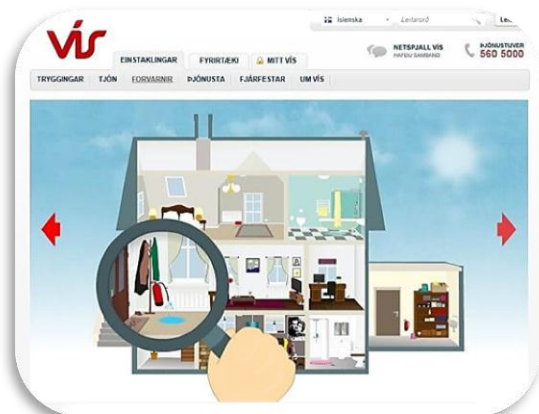 íslenska Leitarorð
VÍS
NETSPJALL VÍS ÞJÓNUSTUVER
HAFÐU SAMBAND 560 5000
EINSTAKLINGAR FYRIRTÆKI MITT VÍS
TRYGGINGAR TJÓN FORVARNIR ÞJÓNUSTA FJÁRFESTAR UM VÍS